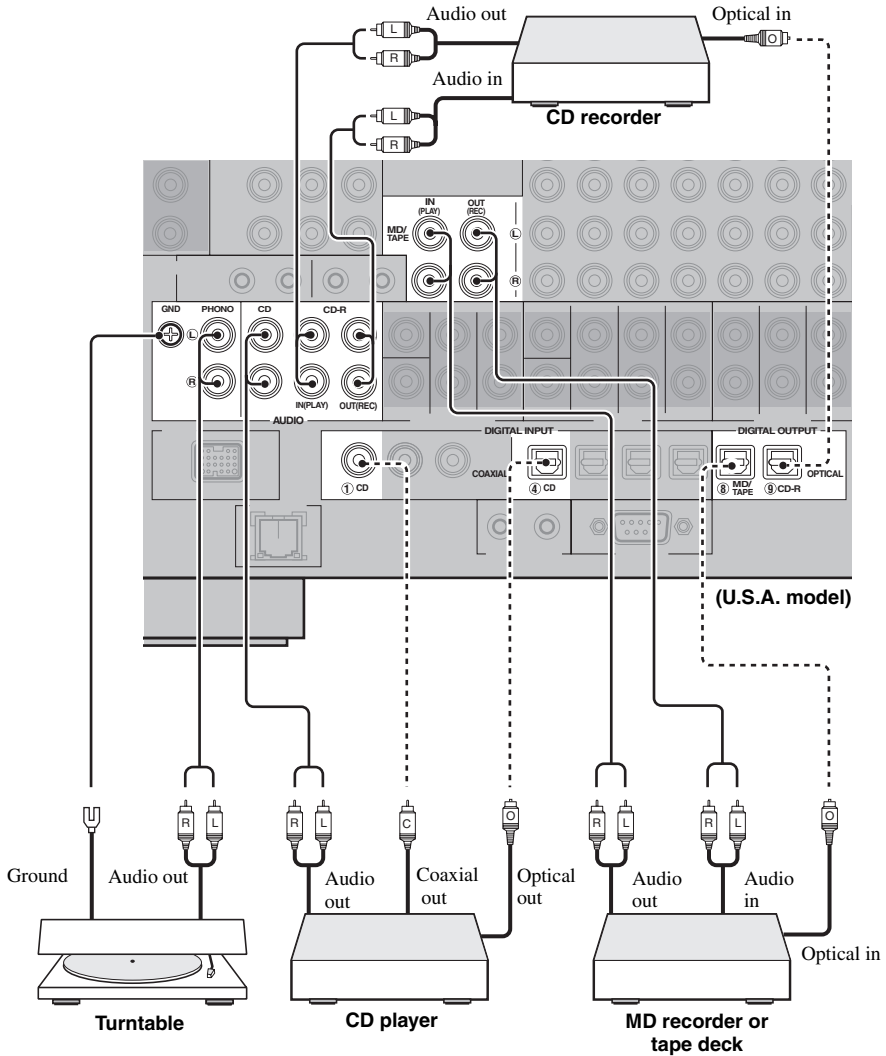 Audio out
Optical in
L
O
R
Audio in
L
R
CD recorder
IN
(PLAY)
OUT
(REC)
MD/
TAPE
L
R
GND
PHONO
CD
CD-R
L
R
IN(PLAY)
OUT(REC)
AUDIO
DIGITAL INPUT
DIGITAL OUTPUT
COAXIAL
OPTICAL
① CD
④ CD
⑧ MD/
TAPE
⑨ CD-R
(U.S.A. model)
R
L
R
L
C
O
R
L
R
L
O
Ground
Audio out
Audio
out
Coaxial
out
Optical
out
Audio
out
Audio
in
Optical in
Turntable
CD player
MD recorder or
tape deck